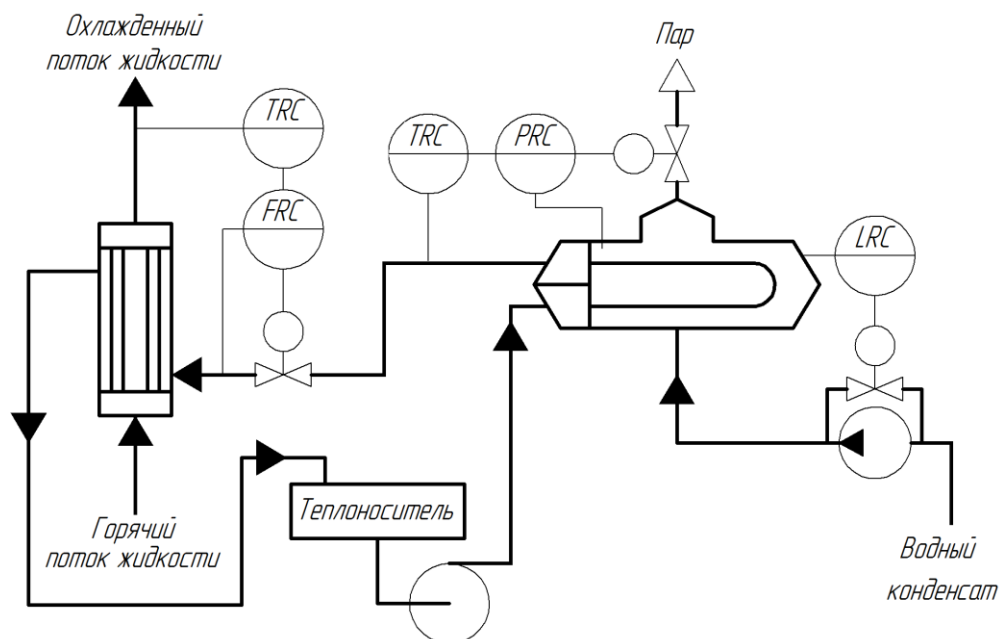 Охлажденный
поток жидкости
TRC
FRC
TRC
PRC
Пар
LRC
Горячий
поток жидкости
Теплоноситель
Водный
конденсат